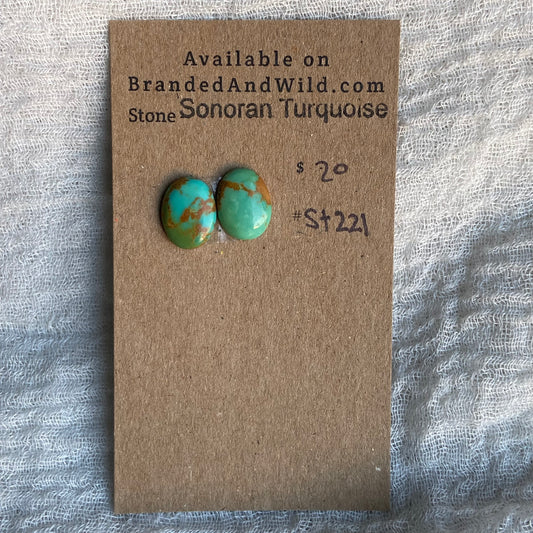 Available on
BrandedAndWild.com
Stone Sonoran Turquoise
$ 20
#St221